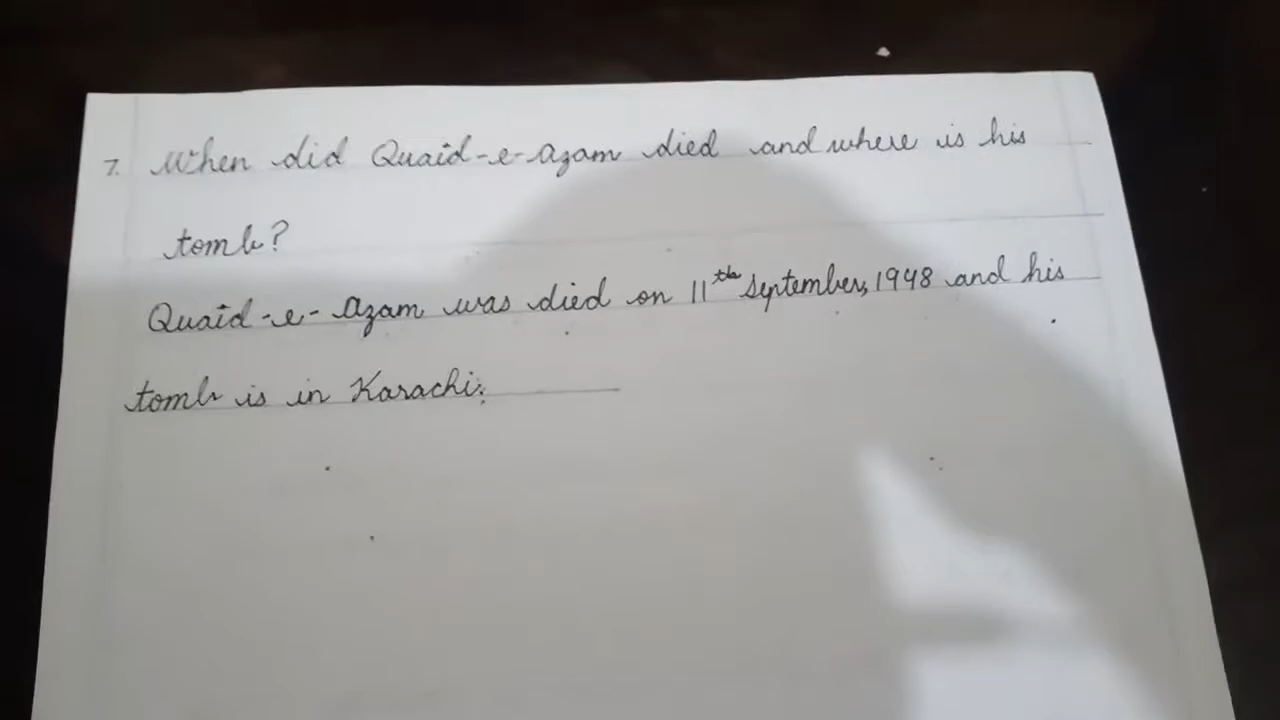 7. When did Quaid-e-Azam died and where is his
tomb?
Quaid-e-Azam was died on 11th September, 1948 and his
tomb is in Karachi.